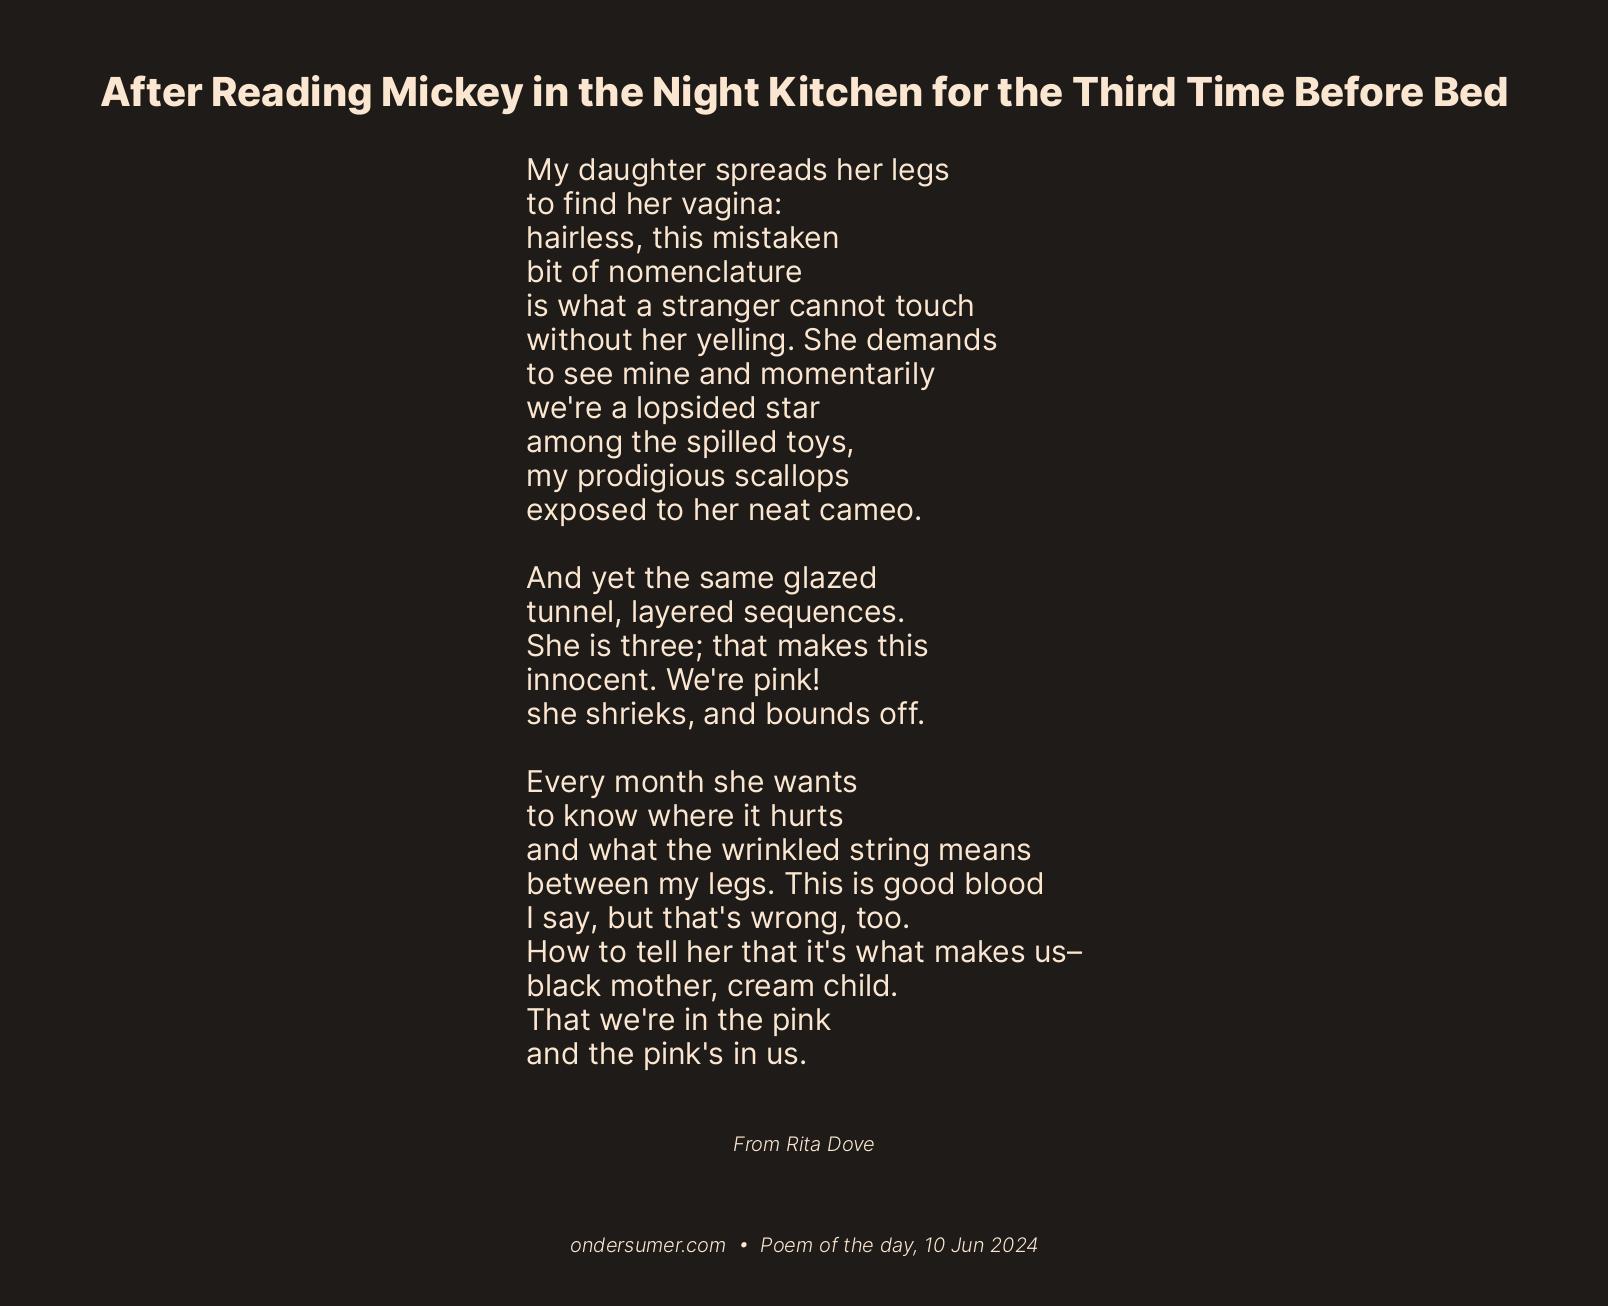 After Reading Mickey in the Night Kitchen for the Third Time Before Bed
My daughter spreads her legs
to find her vagina:
hairless, this mistaken
bit of nomenclature
is what a stranger cannot touch
without her yelling. She demands
to see mine and momentarily
we're a lopsided star
among the spilled toys,
my prodigious scallops
exposed to her neat cameo.
And yet the same glazed
tunnel, layered sequences.
She is three; that makes this
innocent. We're pink!
she shrieks, and bounds off.
Every month she wants
to know where it hurts
and what the wrinkled string means
between my legs. This is good blood
I say, but that's wrong, too.
How to tell her that it's what makes us–
black mother, cream child.
That we're in the pink
and the pink's in us.
From Rita Dove
ondersumer.com • Poem of the day, 10 Jun 2024